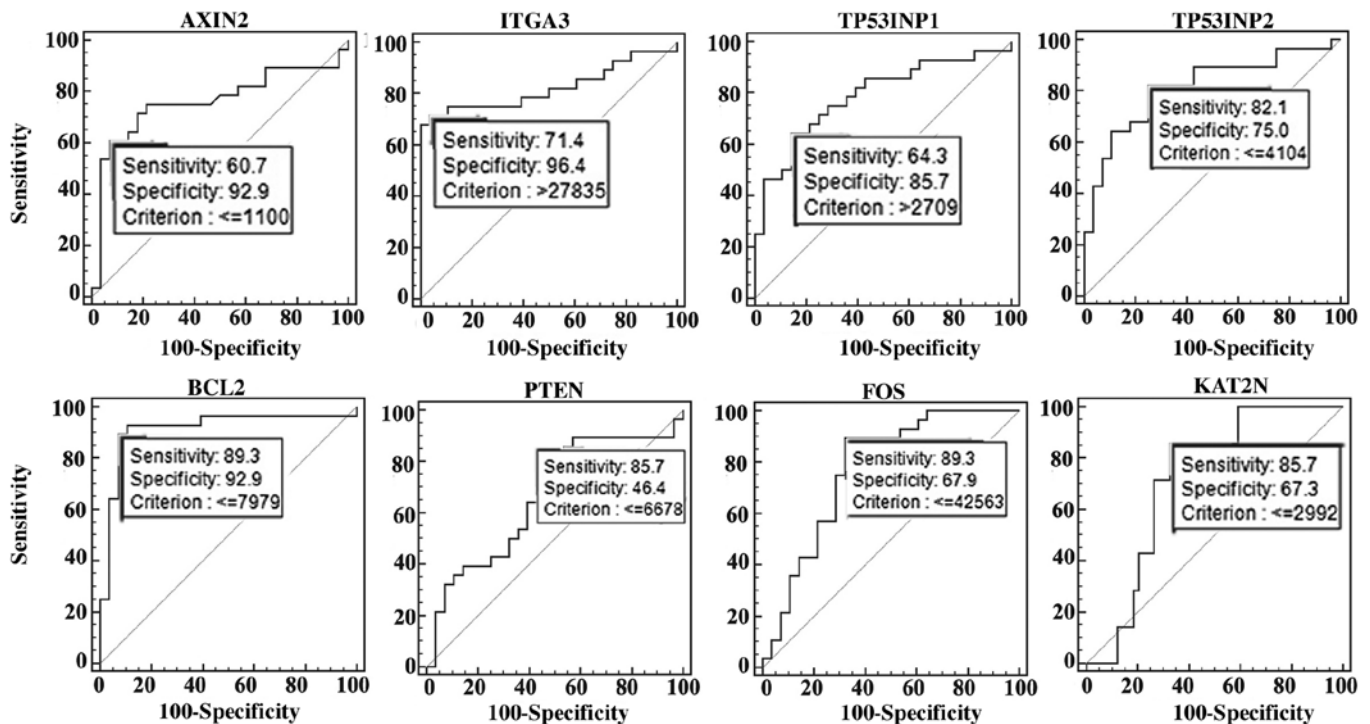 AXIN2
100
80
60
40
20
0
Sensitivity
Sensitivity: 60.7
Specificity: 92.9
Criterion : <=1100
0 20 40 60 80 100
100-Specificity
ITGA3
100
80
60
40
20
0
Sensitivity: 71.4
Specificity: 96.4
Criterion : >27835
0 20 40 60 80 100
100-Specificity
TP53INP1
100
80
60
40
20
0
Sensitivity: 64.3
Specificity: 85.7
Criterion : >2709
0 20 40 60 80 100
100-Specificity
TP53INP2
100
80
60
40
20
0
Sensitivity: 82.1
Specificity: 75.0
Criterion : <=4104
0 20 40 60 80 100
100-Specificity
BCL2
100
80
60
40
20
0
Sensitivity
Sensitivity: 89.3
Specificity: 92.9
Criterion : <=7979
0 20 40 60 80 100
100-Specificity
PTEN
100
80
60
40
20
0
Sensitivity: 85.7
Specificity: 46.4
Criterion : <=6678
0 20 40 60 80 100
100-Specificity
FOS
100
80
60
40
20
0
Sensitivity: 89.3
Specificity: 67.9
Criterion : <=42563
0 20 40 60 80 100
100-Specificity
KAT2N
100
80
60
40
20
0
Sensitivity: 85.7
Specificity: 67.3
Criterion : <=2992
0 20 40 60 80 100
100-Specificity